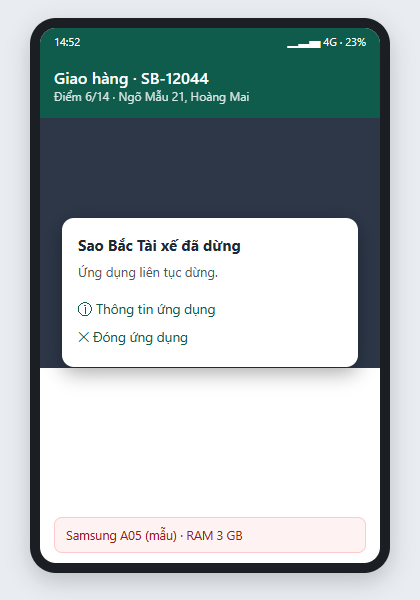 14:52
4G · 23%
Giao hàng · SB-12044
Điểm 6/14 · Ngõ Mẫu 21, Hoàng Mai
Sao Bắc Tài xế đã dừng
Ứng dụng liên tục dừng.
ⓘ Thông tin ứng dụng
✕ Đóng ứng dụng
Samsung A05 (mẫu) · RAM 3 GB